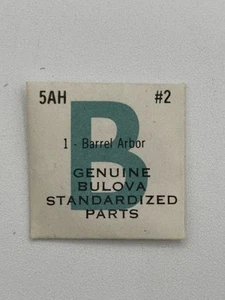 5AH #2
B
1 - Barrel Arbor
GENUINE
BULOVA
STANDARDIZED
PARTS